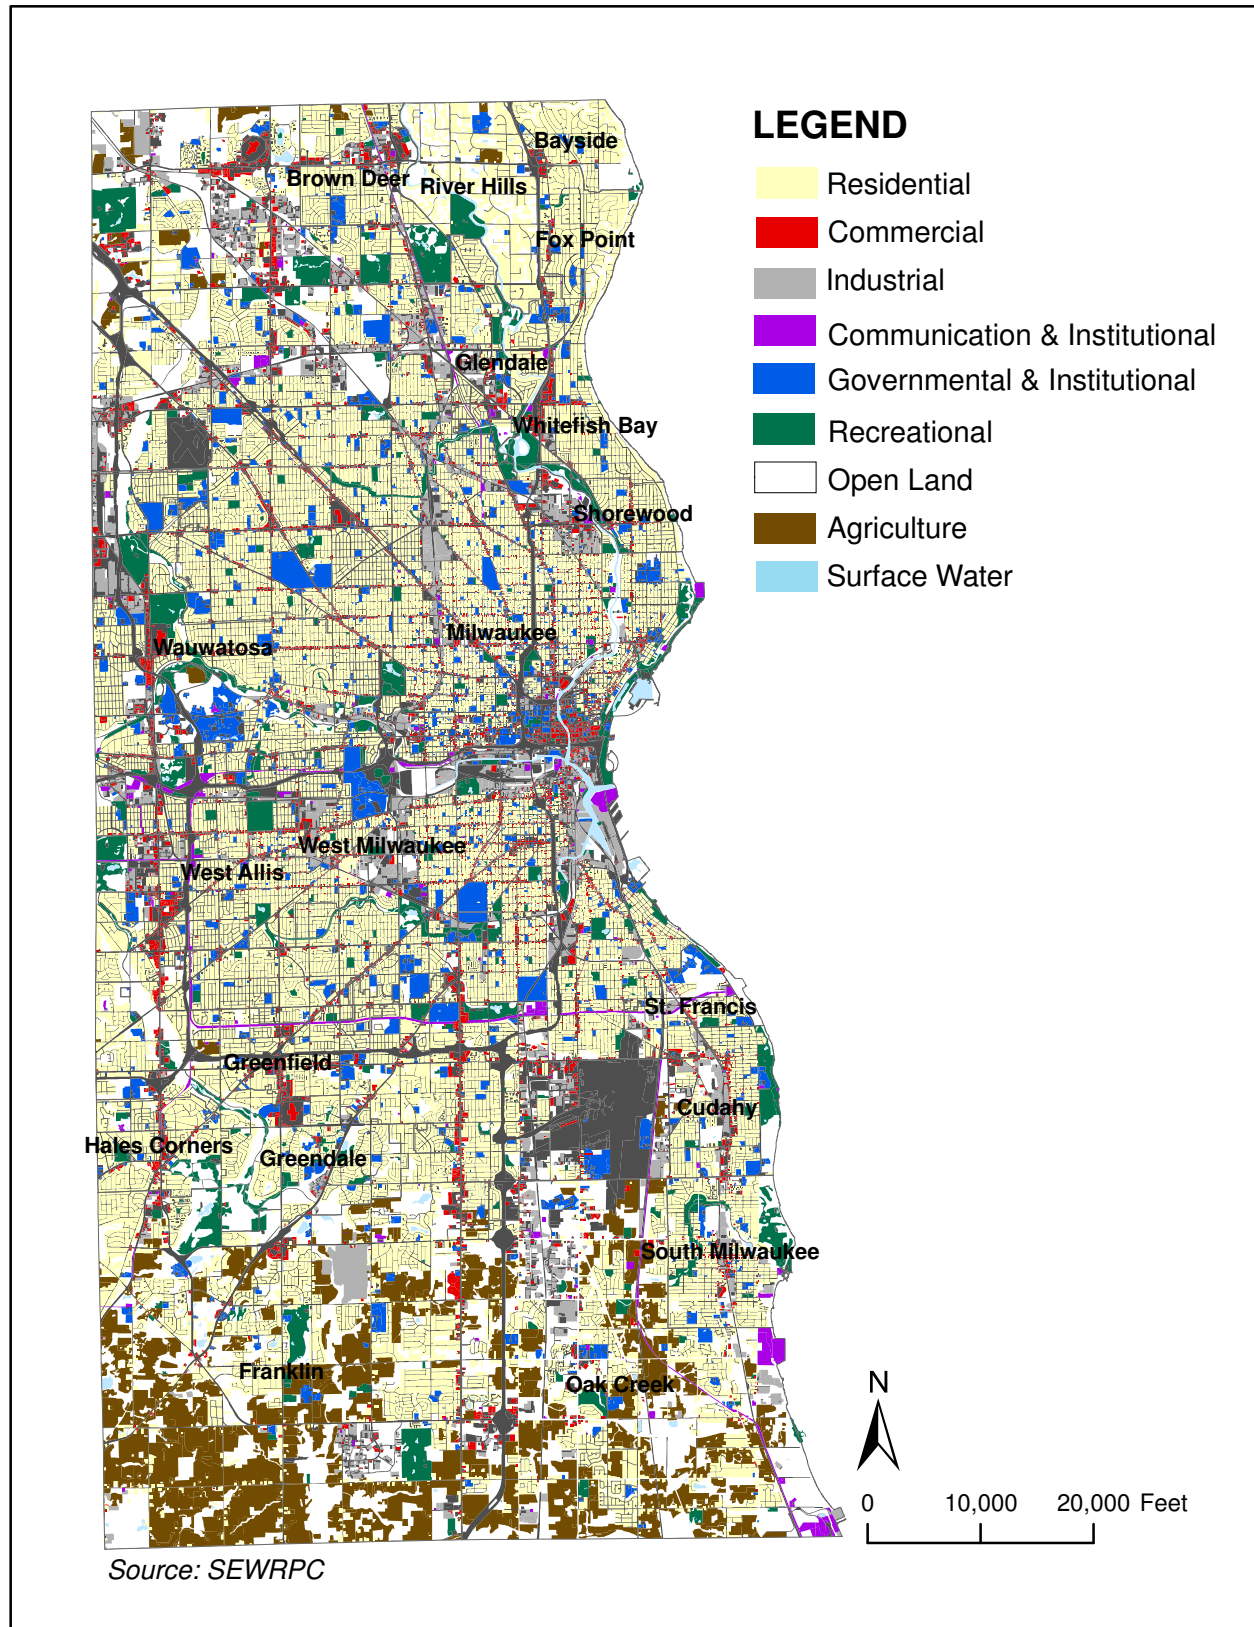 LEGEND
Residential
Commercial
Industrial
Communication & Institutional
Governmental & Institutional
Recreational
Open Land
Agriculture
Surface Water
Bayside
Brown Deer
River Hills
Fox Point
Glendale
Whitefish Bay
Shorewood
Milwaukee
Wauwatosa
West Milwaukee
West Allis
St. Francis
Greenfield
Cudahy
Hales Corners
Greendale
South Milwaukee
Franklin
Oak Creek
N
0 10,000 20,000 Feet
Source: SEWRPC